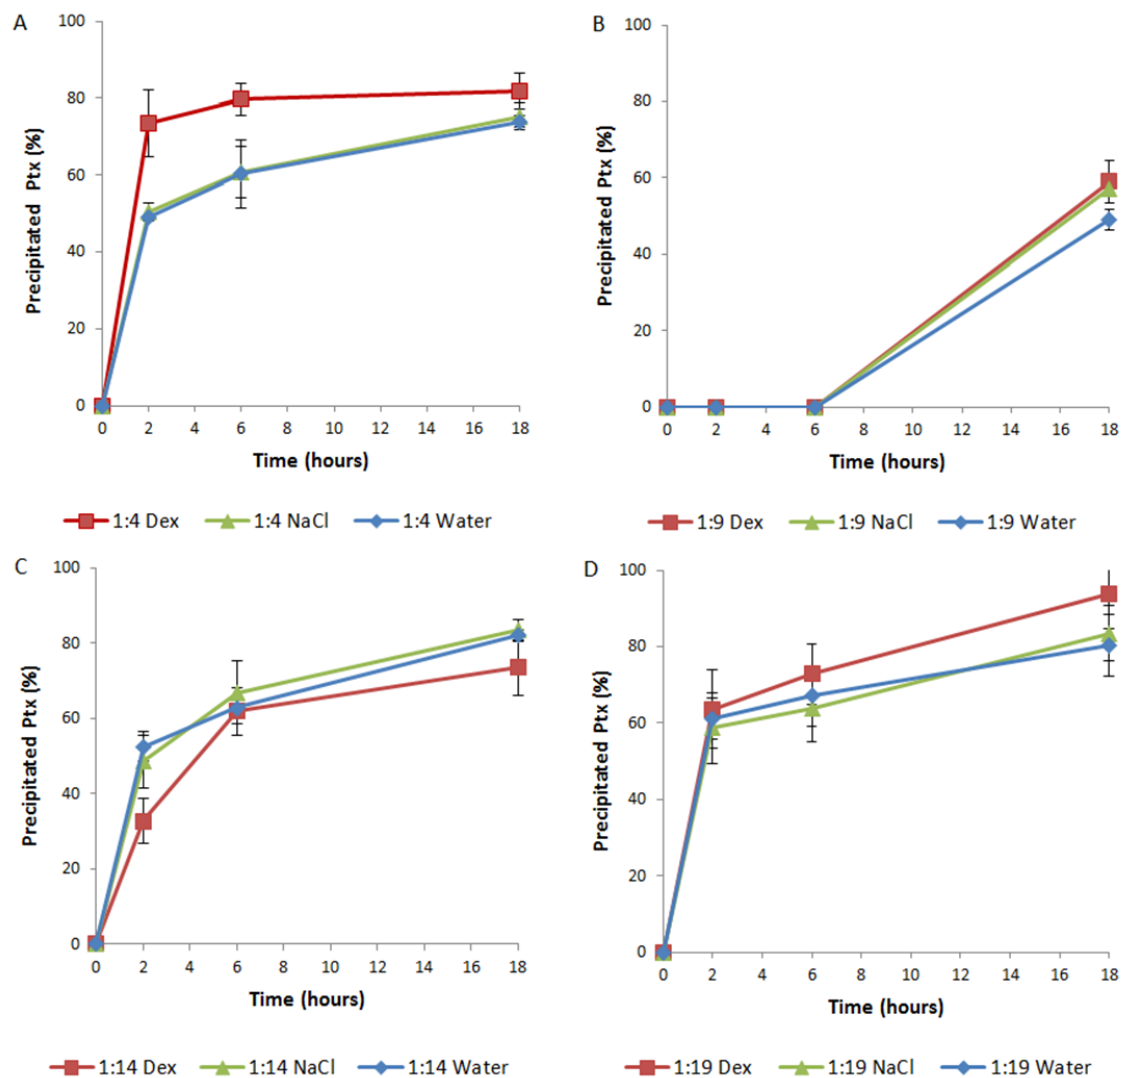 A
Precipitated Ptx (%)
100
80
60
40
20
0
0 2 4 6 8 10 12 14 16 18
Time (hours)
1:4 Dex 1:4 NaCl 1:4 Water
B
Precipitated Ptx (%)
100
80
60
40
20
0
0 2 4 6 8 10 12 14 16 18
Time (hours)
1:9 Dex 1:9 NaCl 1:9 Water
C
Precipitated Ptx (%)
100
80
60
40
20
0
0 2 4 6 8 10 12 14 16 18
Time (hours)
1:14 Dex 1:14 NaCl 1:14 Water
D
Precipitated Ptx (%)
100
80
60
40
20
0
0 2 4 6 8 10 12 14 16 18
Time (hours)
1:19 Dex 1:19 NaCl 1:19 Water